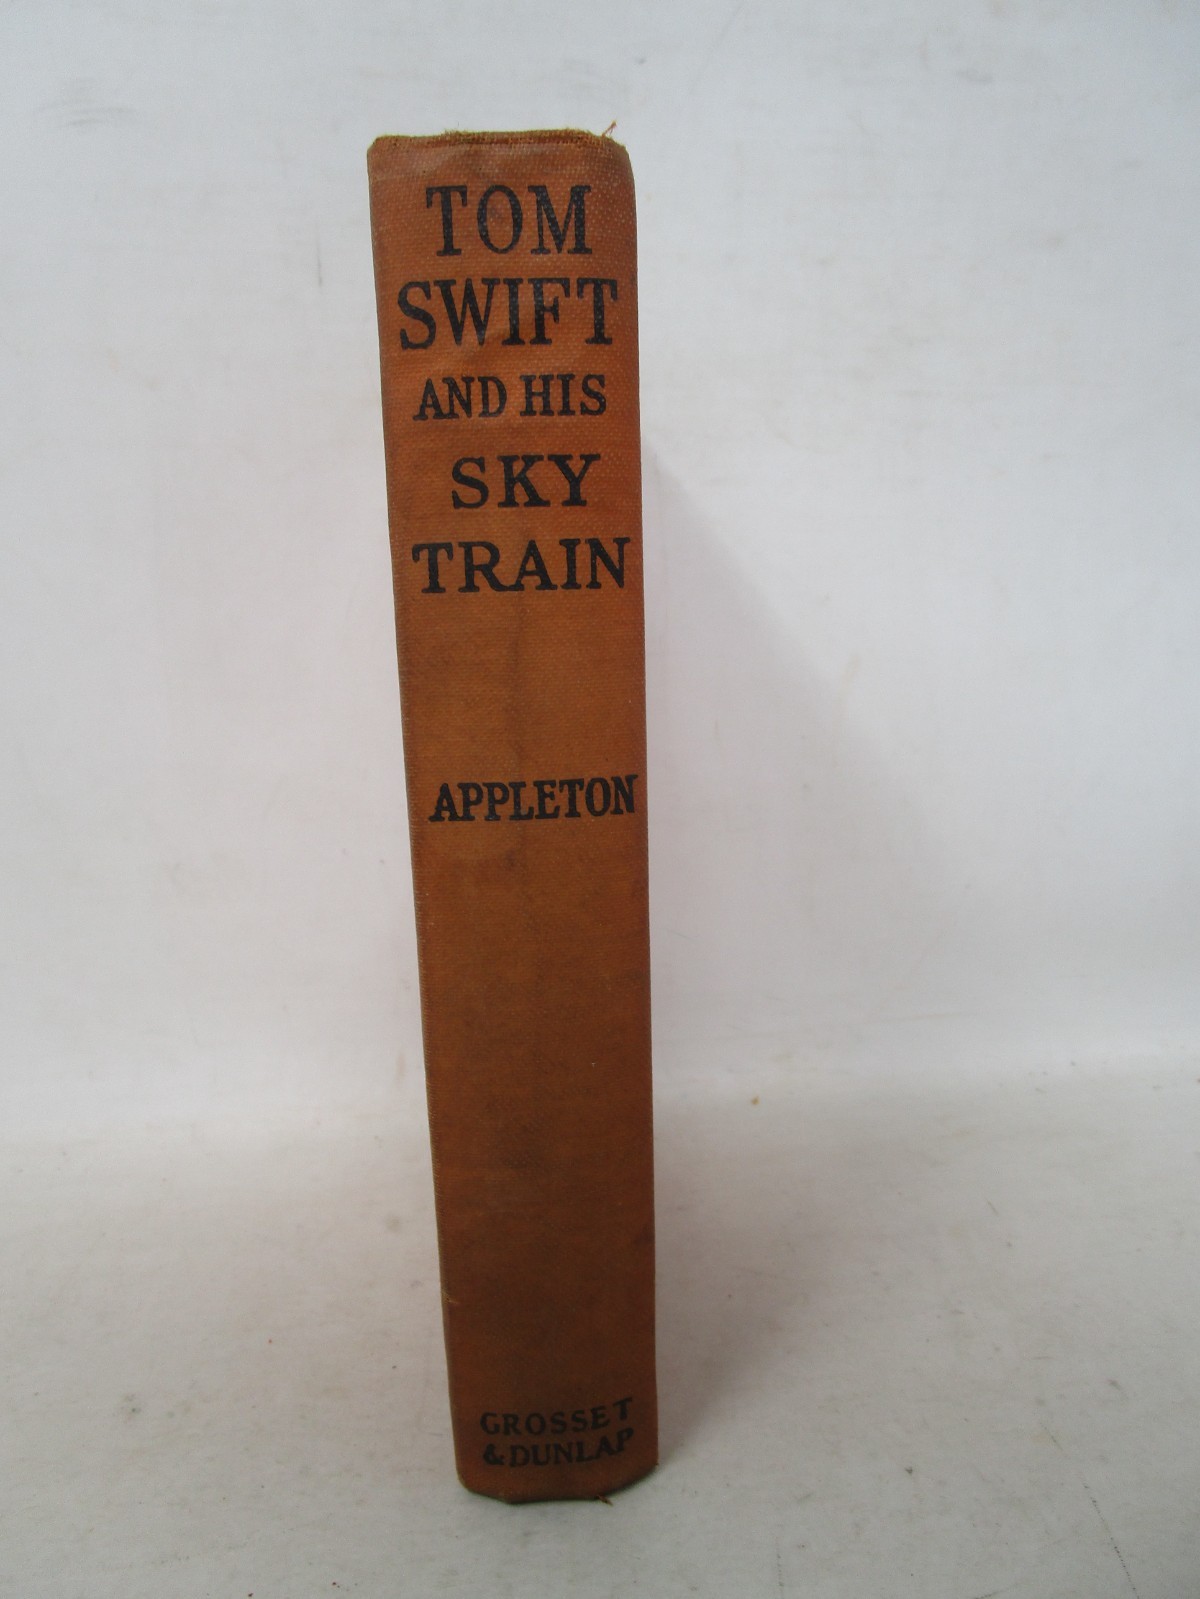 TOM
SWIFT
AND HIS
SKY
TRAIN
APPLETON
GROSSET
& DUNLAP